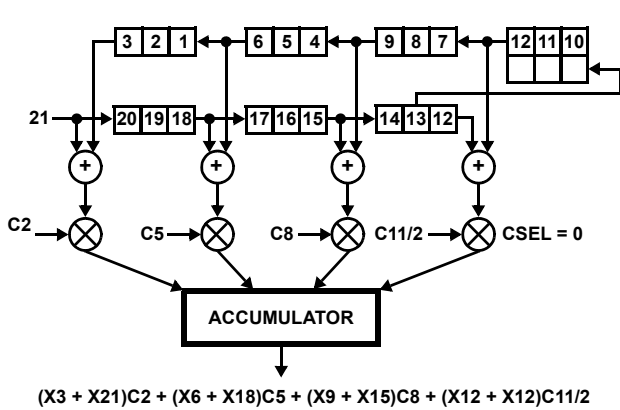 3 2 1 6 5 4 9 8 7 12 11 10
21 20 19 18 17 16 15 14 13 12
+ + + +
C2 C5 C8 C11/2 CSEL = 0
ACCUMULATOR
(X3 + X21)C2 + (X6 + X18)C5 + (X9 + X15)C8 + (X12 + X12)C11/2